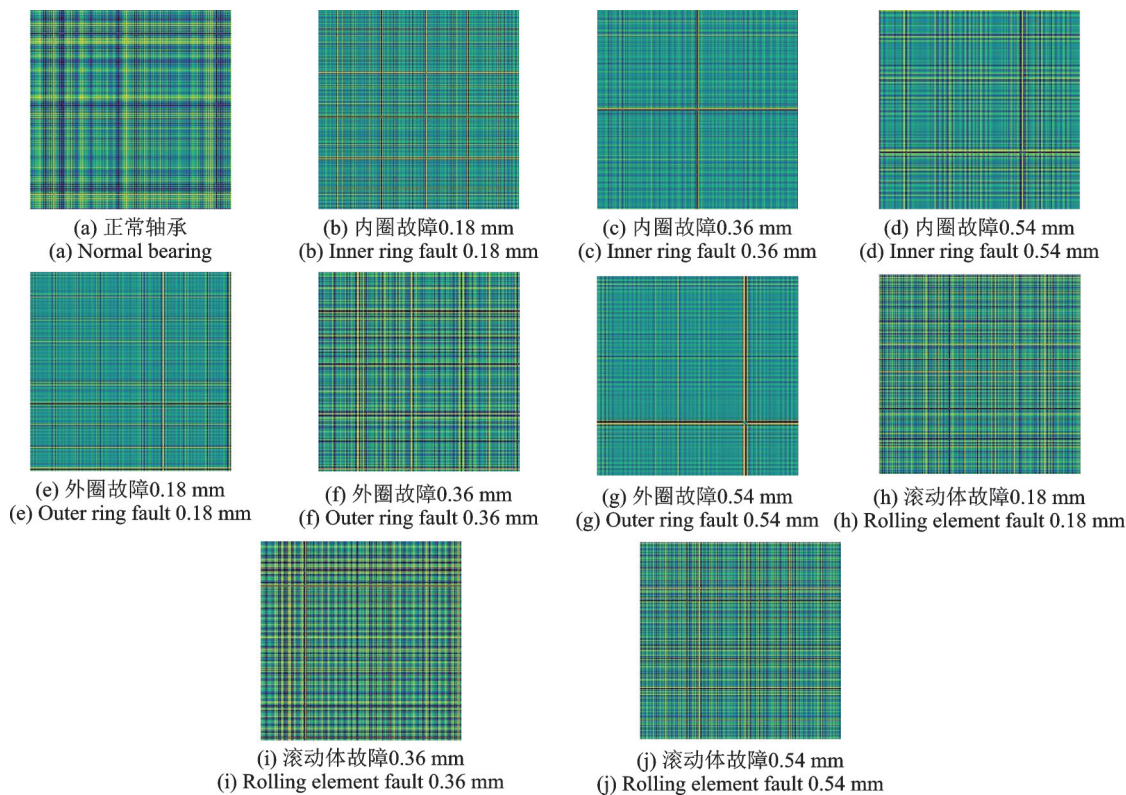 (a) 正常轴承
(a) Normal bearing
(b) 内圈故障0.18 mm
(b) Inner ring fault 0.18 mm
(c) 内圈故障0.36 mm
(c) Inner ring fault 0.36 mm
(d) 内圈故障0.54 mm
(d) Inner ring fault 0.54 mm
(e) 外圈故障0.18 mm
(e) Outer ring fault 0.18 mm
(f) 外圈故障0.36 mm
(f) Outer ring fault 0.36 mm
(g) 外圈故障0.54 mm
(g) Outer ring fault 0.54 mm
(h) 滚动体故障0.18 mm
(h) Rolling element fault 0.18 mm
(i) 滚动体故障0.36 mm
(i) Rolling element fault 0.36 mm
(j) 滚动体故障0.54 mm
(j) Rolling element fault 0.54 mm